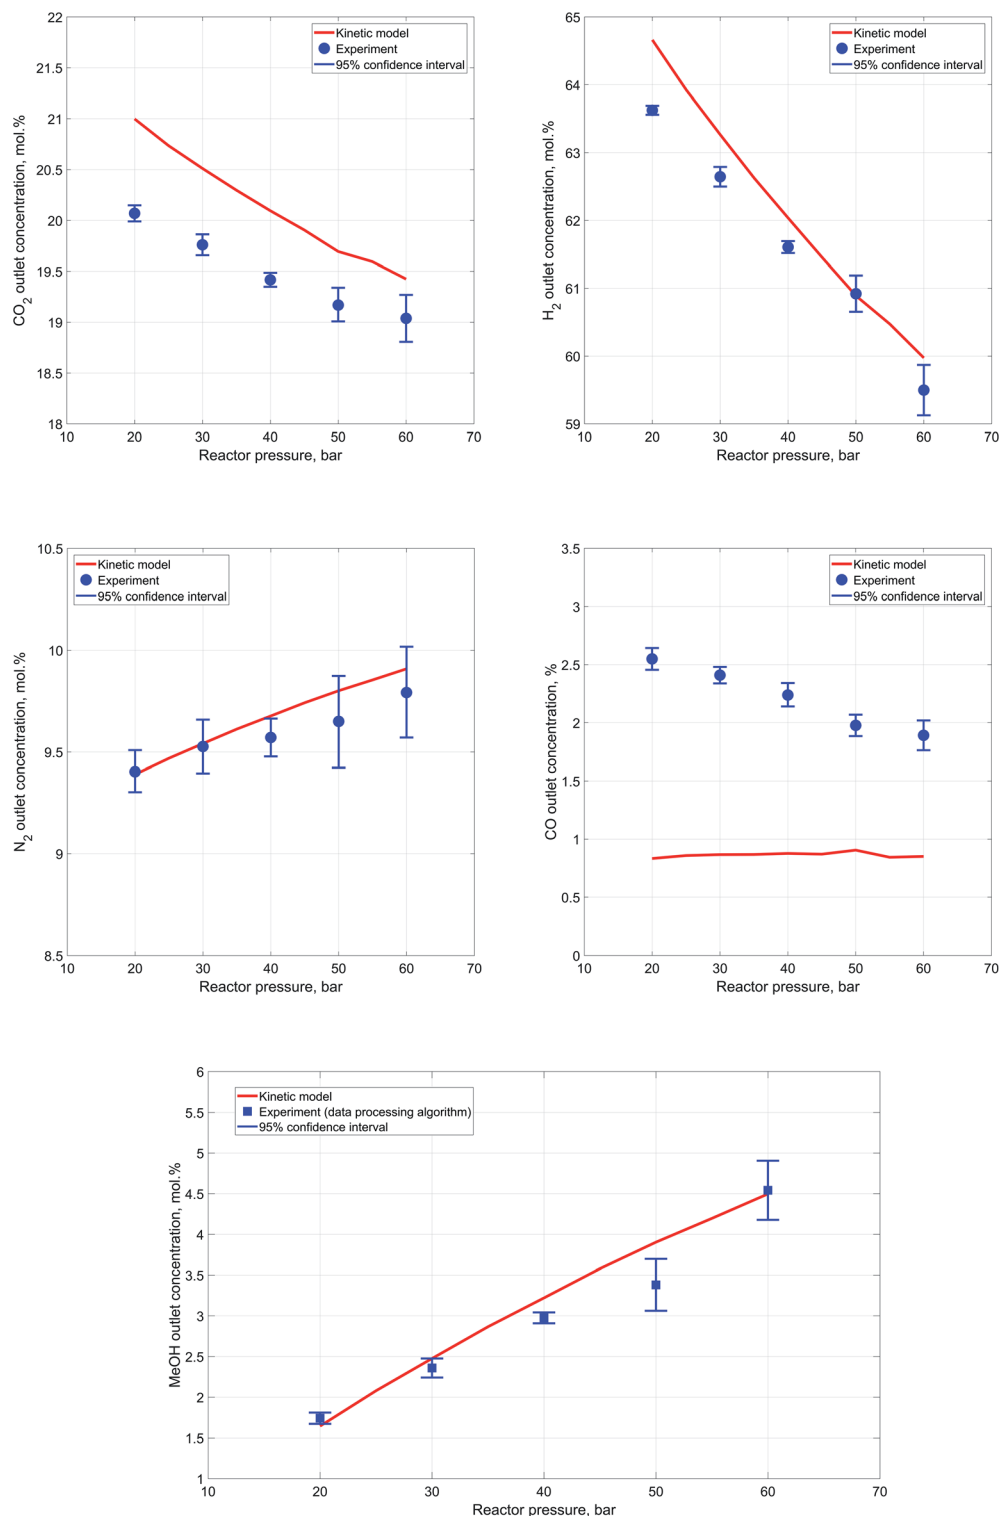 22
21.5
21
20.5
20
19.5
19
18.5
18
10 20 30 40 50 60 70
CO2 outlet concentration, mol.%
Reactor pressure, bar
Kinetic model
Experiment
95% confidence interval
65
64
63
62
61
60
59
10 20 30 40 50 60 70
H2 outlet concentration, mol.%
Reactor pressure, bar
Kinetic model
Experiment
95% confidence interval
10.5
10
9.5
9
8.5
10 20 30 40 50 60 70
N2 outlet concentration, mol.%
Reactor pressure, bar
Kinetic model
Experiment
95% confidence interval
3.5
3
2.5
2
1.5
1
0.5
0
10 20 30 40 50 60 70
CO outlet concentration, %
Reactor pressure, bar
Kinetic model
Experiment
95% confidence interval
6
5.5
5
4.5
4
3.5
3
2.5
2
1.5
1
10 20 30 40 50 60 70
MeOH outlet concentration, mol.%
Reactor pressure, bar
Kinetic model
Experiment (data processing algorithm)
95% confidence interval